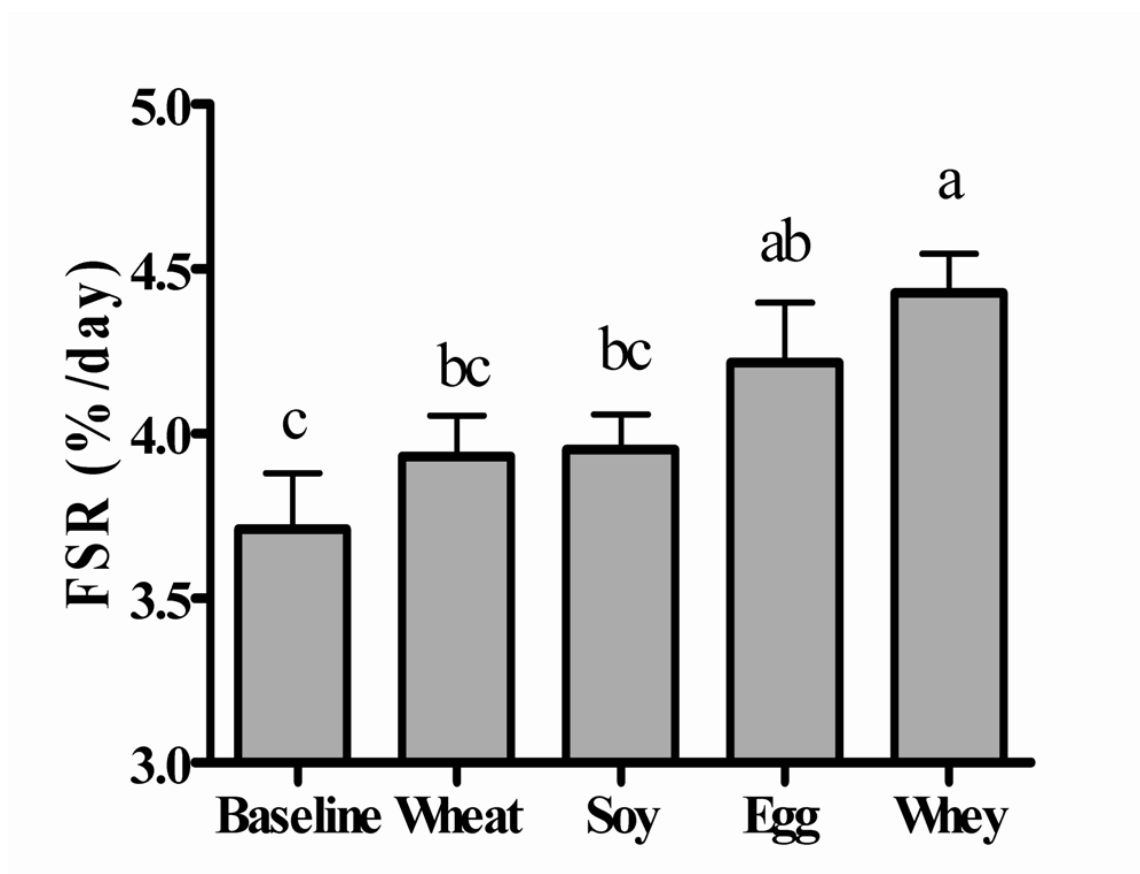 5.0
a
ab
4.5
bc
bc
c
4.0
FSR (%/day)
3.5
3.0
Baseline Wheat Soy Egg Whey